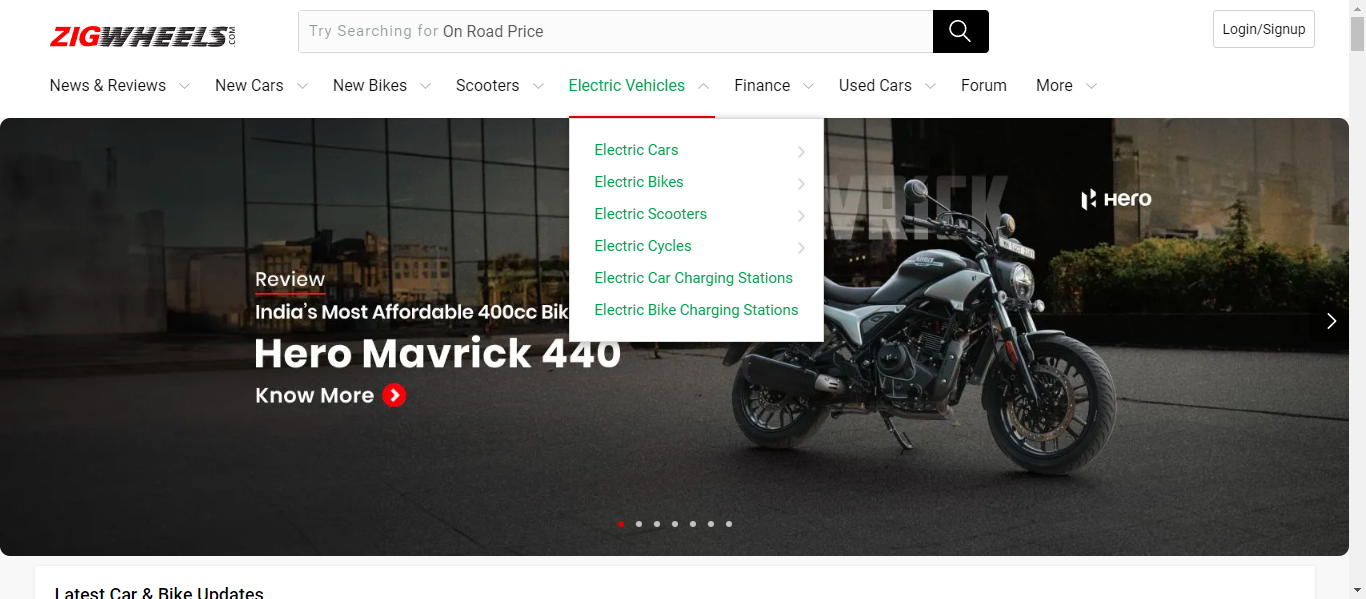 ZIGWHEELS.COM
Try Searching for On Road Price
Login/Signup
News & Reviews New Cars New Bikes Scooters Electric Vehicles Finance Used Cars Forum More
Electric Cars
Electric Bikes
Electric Scooters
Electric Cycles
Electric Car Charging Stations
Electric Bike Charging Stations
Hero
Review
India's Most Affordable 400cc Bik
Hero Mavrick 440
Know More
Latest Car & Bike Updates